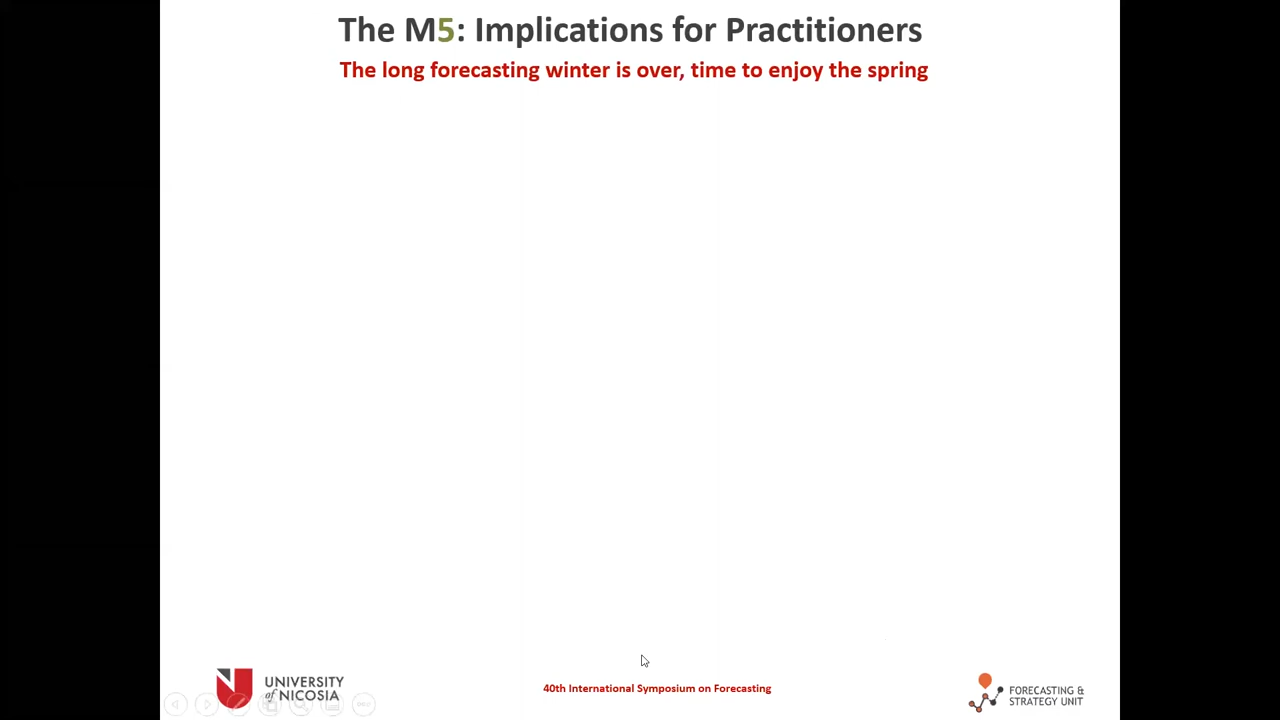 The M5: Implications for Practitioners
The long forecasting winter is over, time to enjoy the spring
UNIVERSITY
of NICOSIA
40th International Symposium on Forecasting
FORECASTING &
STRATEGY UNIT